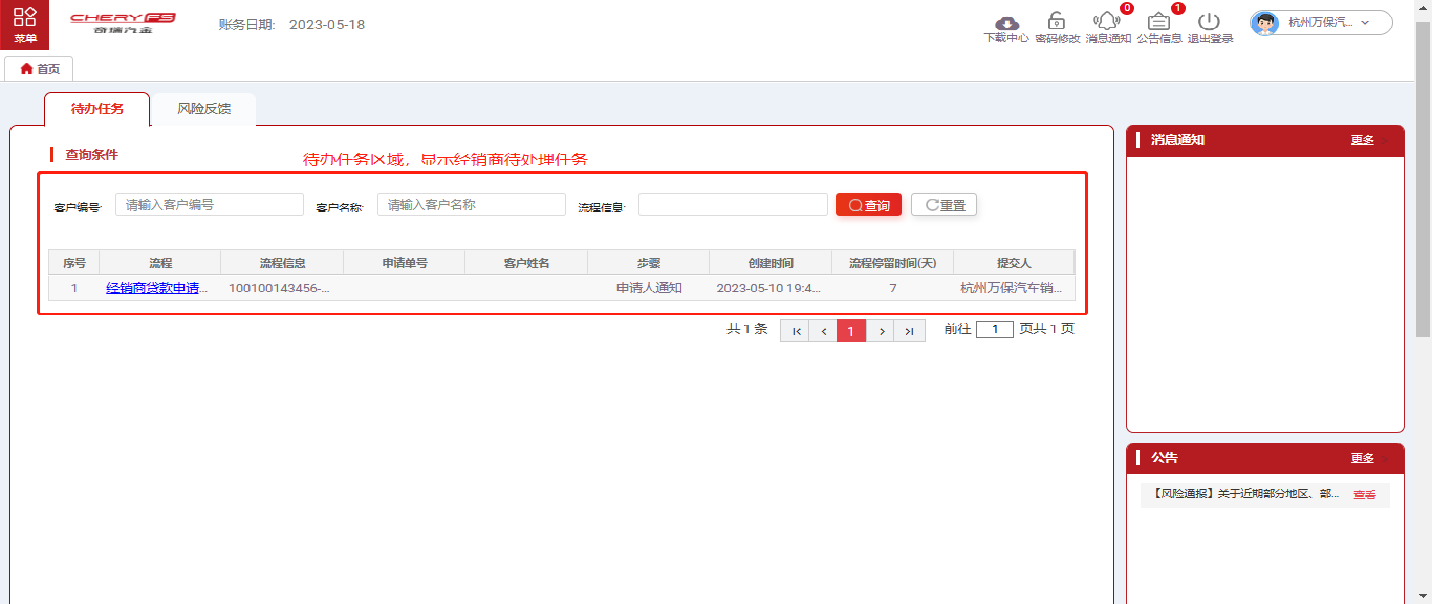 菜单
CHERY FS
奇瑞汽金
账务日期: 2023-05-18
下载中心
密码修改
0
消息通知
1
公告信息
退出登录
杭州万保汽...
首页
待办任务
风险反馈
查询条件
待办任务区域，显示经销商待处理任务
客户编号: 请输入客户编号
客户名称: 请输入客户名称
流程信息:
查询
重置
序号 流程 流程信息 申请单号 客户姓名 步骤 创建时间 流程停留时间(天) 提交人
1 经销商贷款申请... 100100143456-... 申请人通知 2023-05-10 19:4... 7 杭州万保汽车销...
共 1 条 1 前往 1 页共 1 页
消息通知 更多
公告 更多
【风险通报】关于近期部分地区、部... 查看